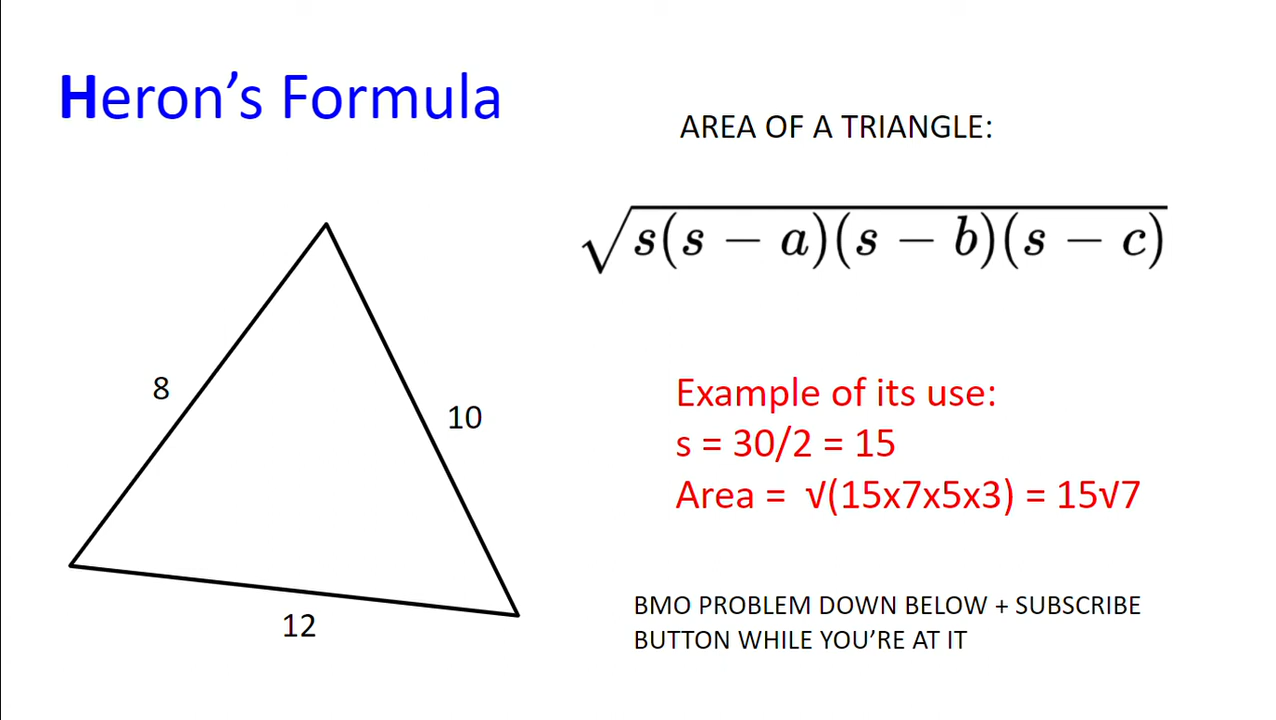 Heron’s Formula
AREA OF A TRIANGLE:
√s(s − a)(s − b)(s − c)
8
10
12
Example of its use:
s = 30/2 = 15
Area =  √(15x7x5x3) = 15√7
BMO PROBLEM DOWN BELOW + SUBSCRIBE
BUTTON WHILE YOU’RE AT IT